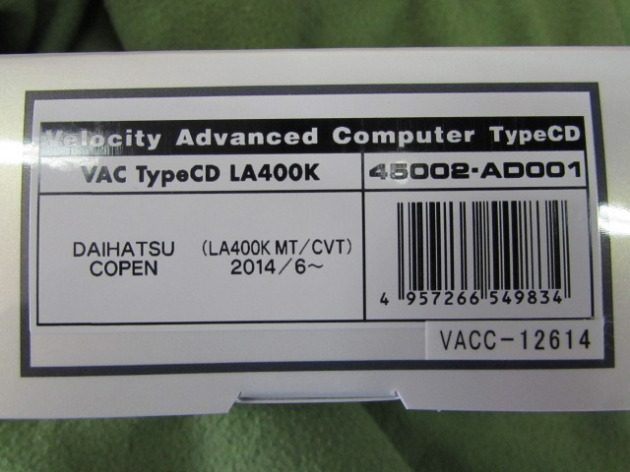 Velocity Advanced Computer TypeCD
VAC TypeCD LA400K
45002-AD001
DAIHATSU COPEN
(LA400K MT/CVT)
2014/6～
4 957266 549834
VACC-12614